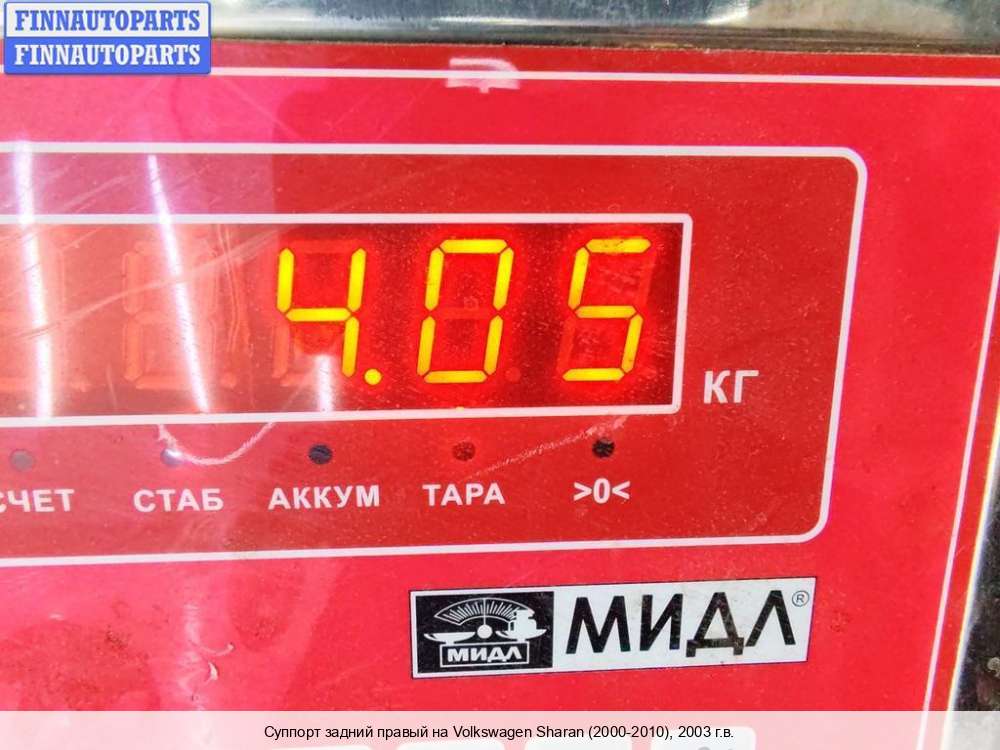 FINNAUTOPARTS
FINNAUTOPARTS
4.05
КГ
СЧЕТ СТАБ АККУМ ТАРА >0<
МИДЛ МИДЛ®
Суппорт задний правый на Volkswagen Sharan (2000-2010), 2003 г.в.